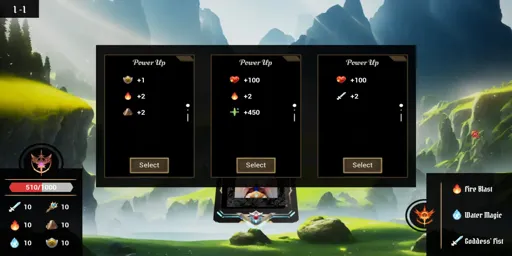 1-1
Power Up
+1
+2
+2
Select
Power Up
+100
+2
+450
Select
Power Up
+100
+2
Select
510/1000
10 10
10 10
10 10
Fire Blast
Water Magic
Goddess' Fist